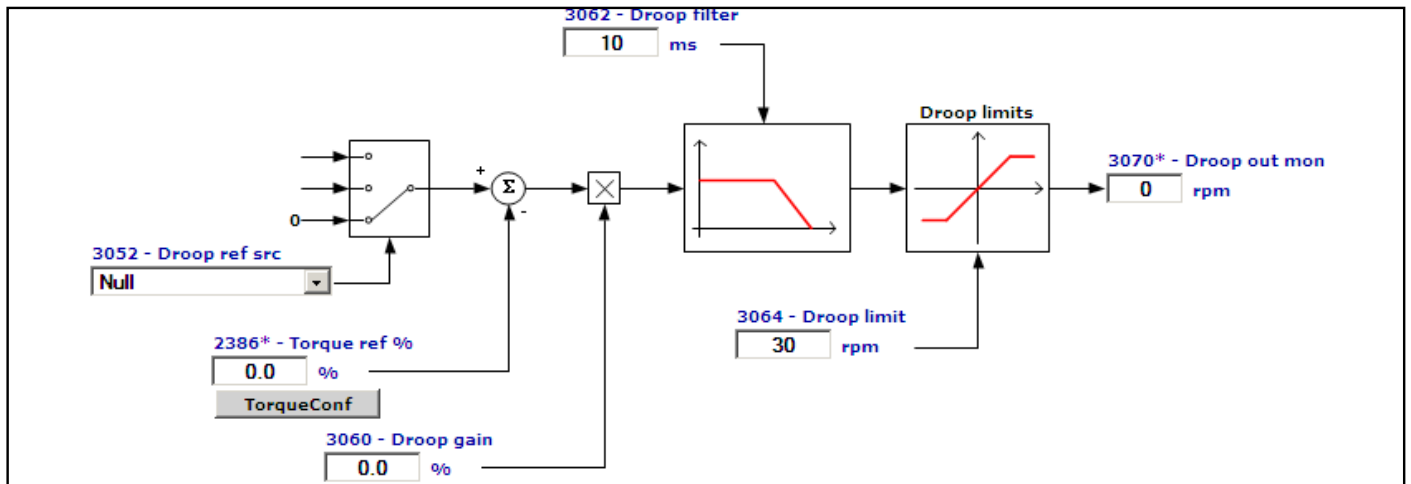 3062 - Droop filter
10 ms
Droop limits
3070* - Droop out mon
0 rpm
+
Σ
-
0
3052 - Droop ref src
Null
3064 - Droop limit
30 rpm
2386* - Torque ref %
0.0 %
TorqueConf
3060 - Droop gain
0.0 %